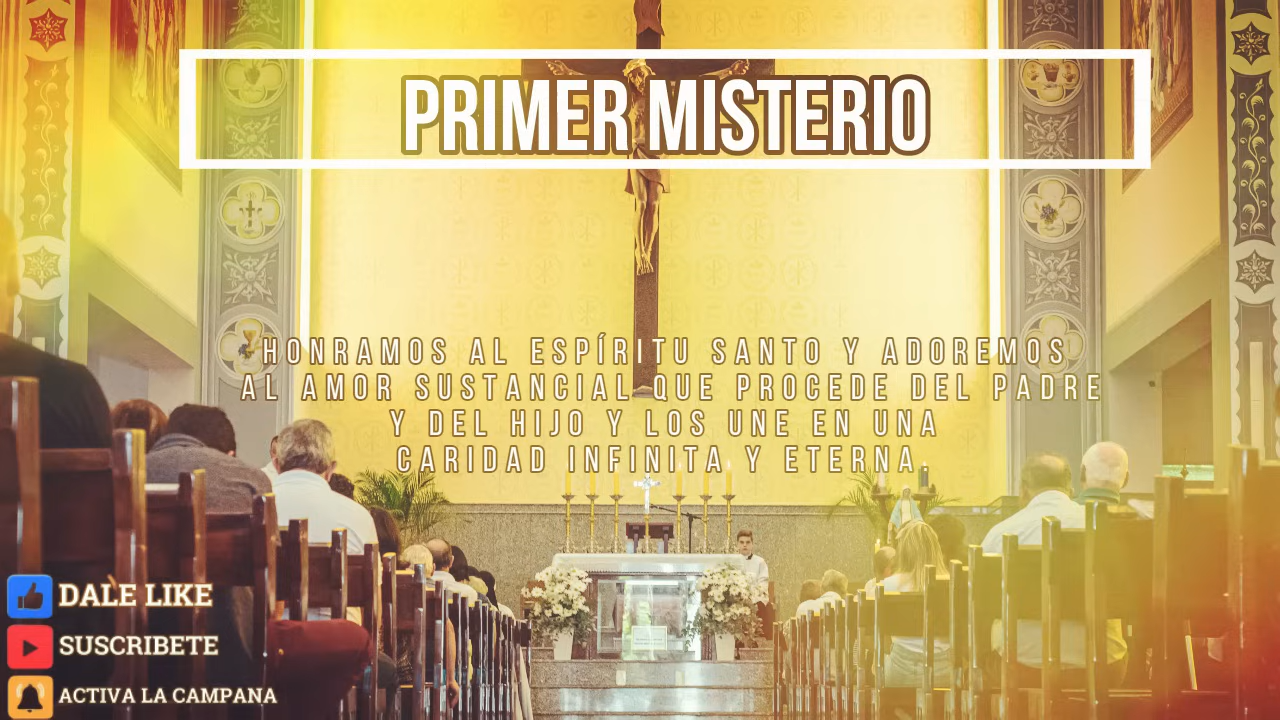 PRIMER MISTERIO
HONRAMOS AL ESPÍRITU SANTO Y ADOREMOS
AL AMOR SUSTANCIAL QUE PROCEDE DEL PADRE
Y DEL HIJO Y LOS UNE EN UNA
CARIDAD INFINITA Y ETERNA
DALE LIKE
SUSCRIBETE
ACTIVA LA CAMPANA